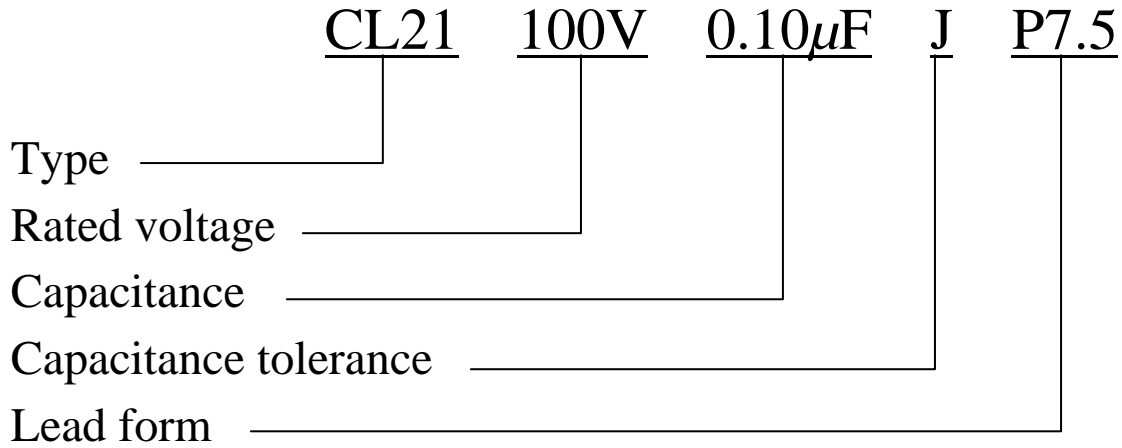 CL21 100V 0.10μF J P7.5
Type
Rated voltage
Capacitance
Capacitance tolerance
Lead form